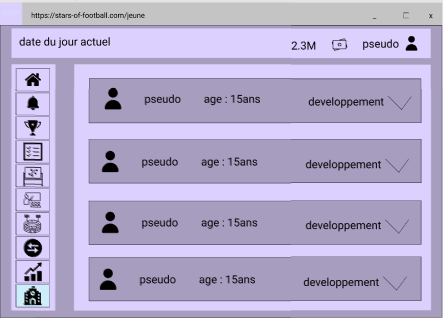 https://stars-of-football.com/jeune
date du jour actuel 2.3M pseudo
pseudo age : 15ans developpement
pseudo age : 15ans developpement
pseudo age : 15ans developpement
pseudo age : 15ans developpement